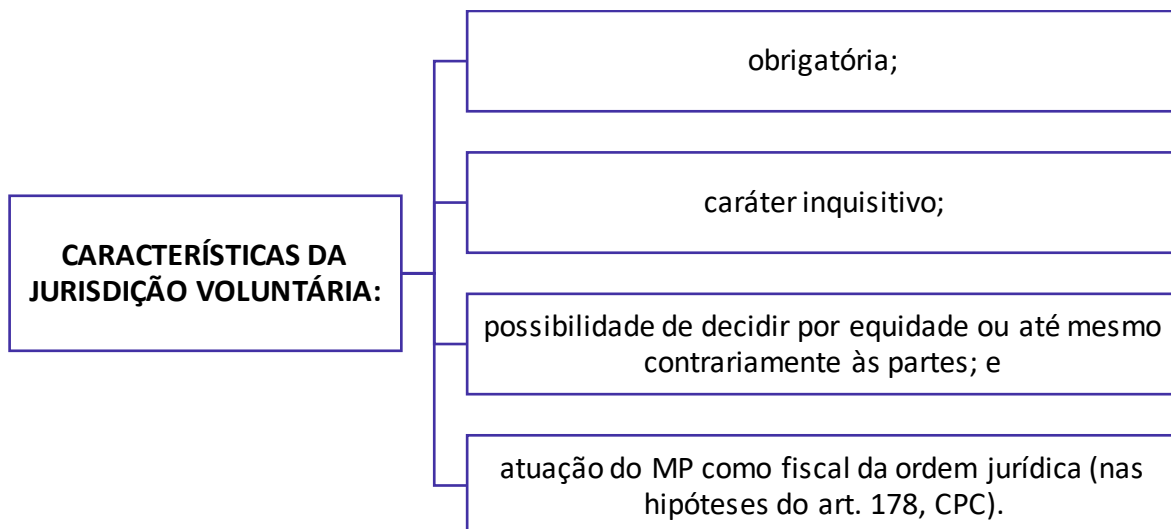 CARACTERÍSTICAS DA
JURISDIÇÃO VOLUNTÁRIA:
obrigatória;
caráter inquisitivo;
possibilidade de decidir por equidade ou até mesmo
contrariamente às partes; e
atuação do MP como fiscal da ordem jurídica (nas
hipóteses do art. 178, CPC).